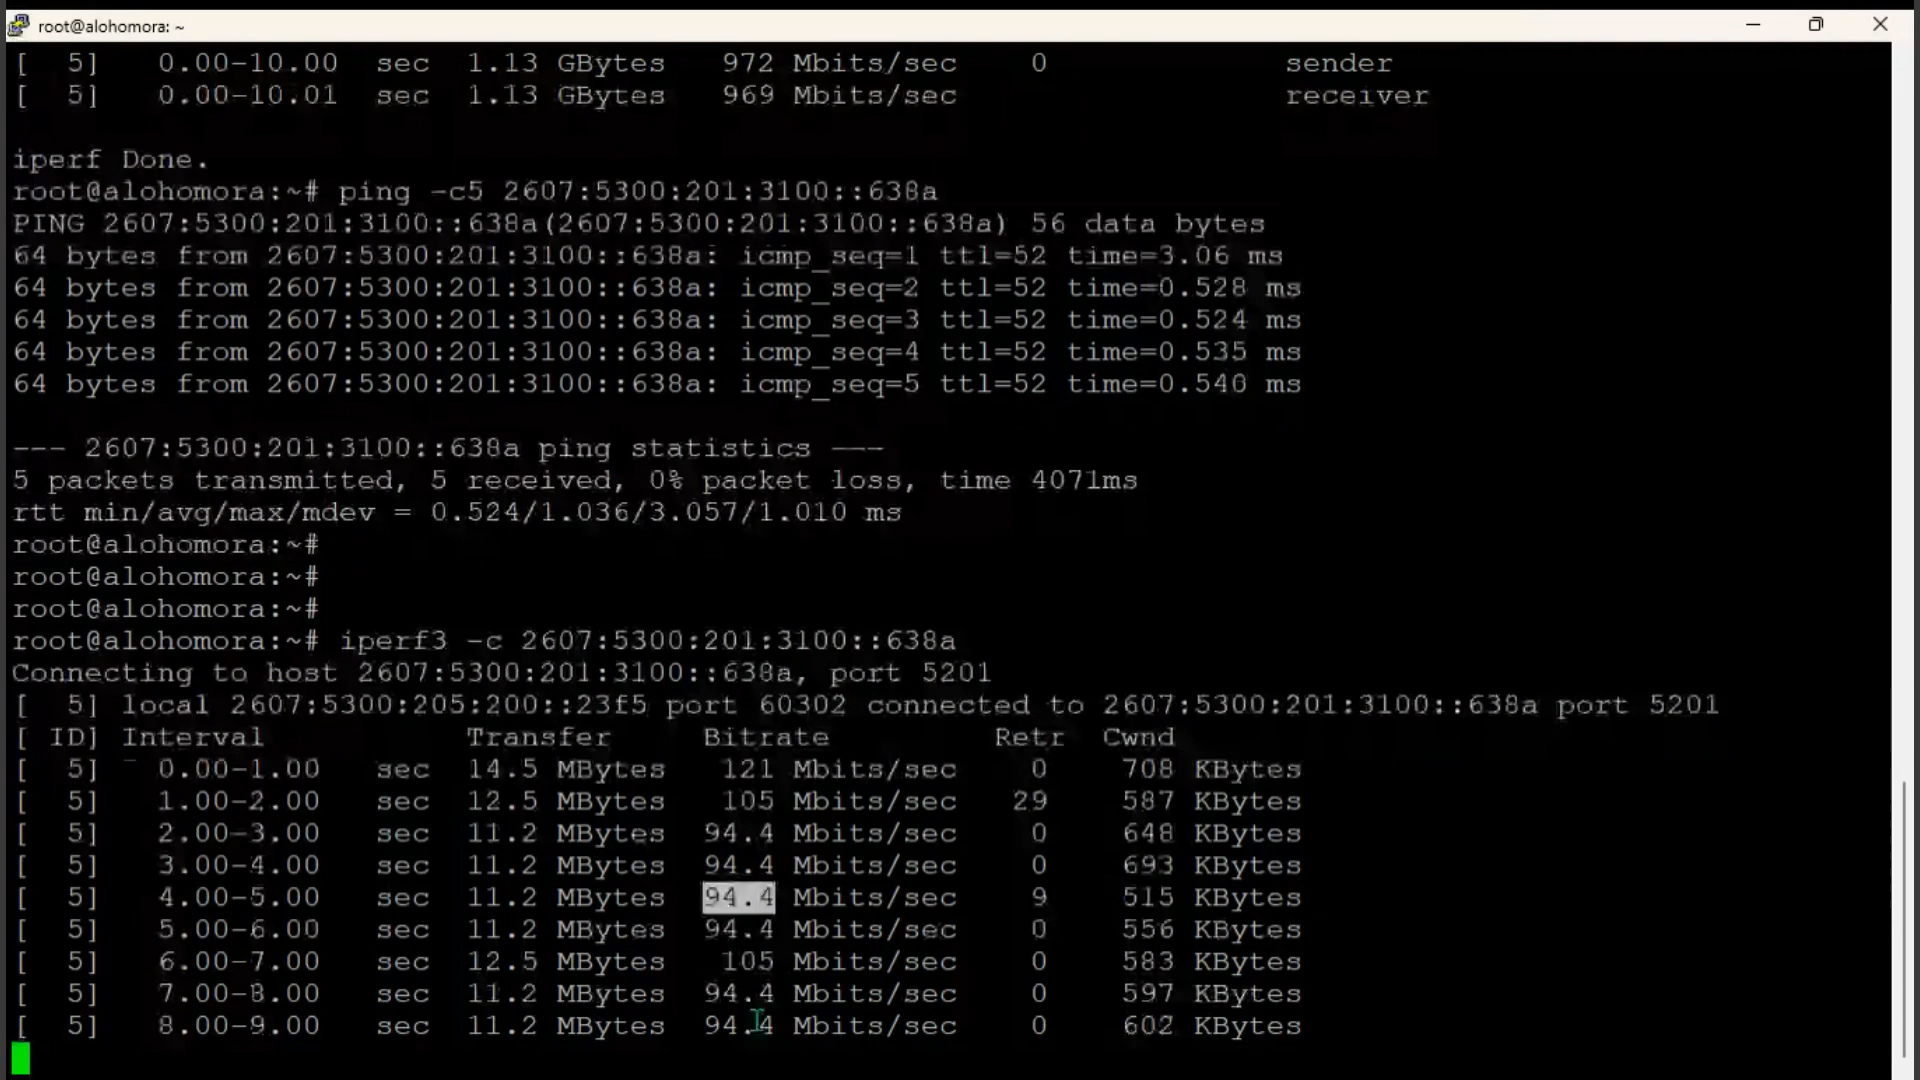 root@alohomora: ~
[  5]   0.00-10.00  sec  1.13 GBytes   972 Mbits/sec    0             sender
[  5]   0.00-10.01  sec  1.13 GBytes   969 Mbits/sec                  receiver
iperf Done.
root@alohomora:~# ping -c5 2607:5300:201:3100::638a
PING 2607:5300:201:3100::638a(2607:5300:201:3100::638a) 56 data bytes
64 bytes from 2607:5300:201:3100::638a: icmp_seq=1 ttl=52 time=3.06 ms
64 bytes from 2607:5300:201:3100::638a: icmp_seq=2 ttl=52 time=0.528 ms
64 bytes from 2607:5300:201:3100::638a: icmp_seq=3 ttl=52 time=0.524 ms
64 bytes from 2607:5300:201:3100::638a: icmp_seq=4 ttl=52 time=0.535 ms
64 bytes from 2607:5300:201:3100::638a: icmp_seq=5 ttl=52 time=0.540 ms
--- 2607:5300:201:3100::638a ping statistics ---
5 packets transmitted, 5 received, 0% packet loss, time 4071ms
rtt min/avg/max/mdev = 0.524/1.036/3.057/1.010 ms
root@alohomora:~#
root@alohomora:~#
root@alohomora:~#
root@alohomora:~# iperf3 -c 2607:5300:201:3100::638a
Connecting to host 2607:5300:201:3100::638a, port 5201
[  5] local 2607:5300:205:200::23f5 port 60302 connected to 2607:5300:201:3100::638a port 5201
[ ID] Interval           Transfer     Bitrate         Retr  Cwnd
[  5]   0.00-1.00   sec  14.5 MBytes   121 Mbits/sec    0    708 KBytes
[  5]   1.00-2.00   sec  12.5 MBytes   105 Mbits/sec   29    587 KBytes
[  5]   2.00-3.00   sec  11.2 MBytes  94.4 Mbits/sec    0    648 KBytes
[  5]   3.00-4.00   sec  11.2 MBytes  94.4 Mbits/sec    0    693 KBytes
[  5]   4.00-5.00   sec  11.2 MBytes  94.4 Mbits/sec    9    515 KBytes
[  5]   5.00-6.00   sec  11.2 MBytes  94.4 Mbits/sec    0    556 KBytes
[  5]   6.00-7.00   sec  12.5 MBytes   105 Mbits/sec    0    583 KBytes
[  5]   7.00-8.00   sec  11.2 MBytes  94.4 Mbits/sec    0    597 KBytes
[  5]   8.00-9.00   sec  11.2 MBytes  94.4 Mbits/sec    0    602 KBytes